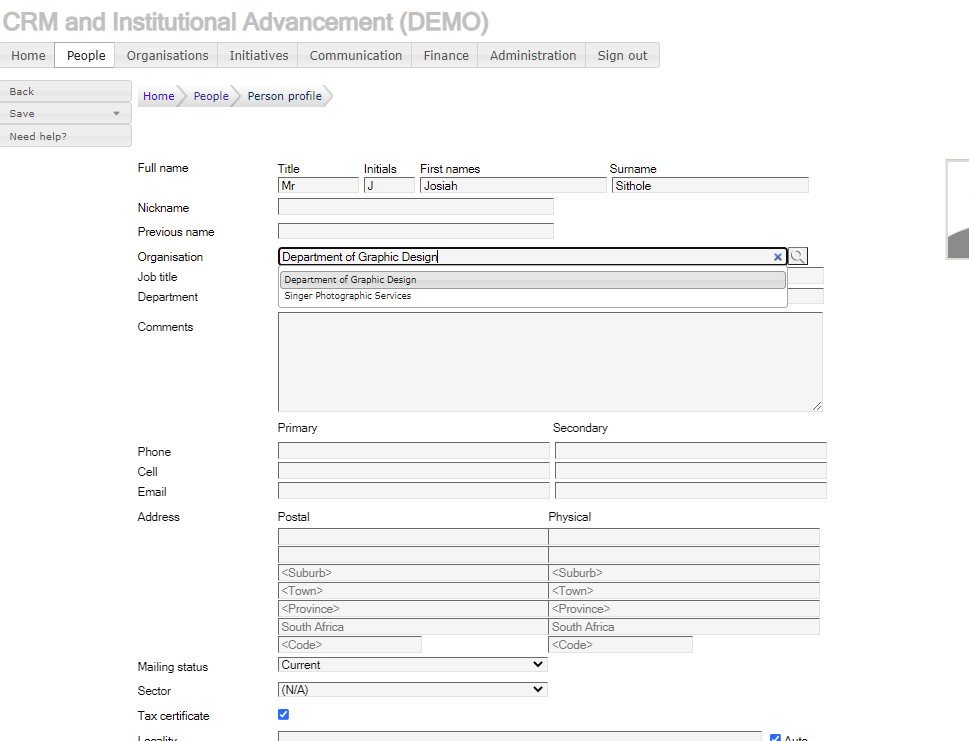 CRM and Institutional Advancement (DEMO)
Home People Organisations Initiatives Communication Finance Administration Sign out
Back
Save
Need help?
Home People Person profile
Full name
Title Initials First names Surname
Mr J Josiah Sithole
Nickname
Previous name
Organisation Department of Graphic Design
Job title
Department of Graphic Design
Department
Singer Photographic Services
Comments
Primary Secondary
Phone
Cell
Email
Address Postal Physical
<Suburb> <Suburb>
<Town> <Town>
<Province> <Province>
South Africa South Africa
<Code> <Code>
Mailing status Current
Sector (N/A)
Tax certificate
Locality Auto